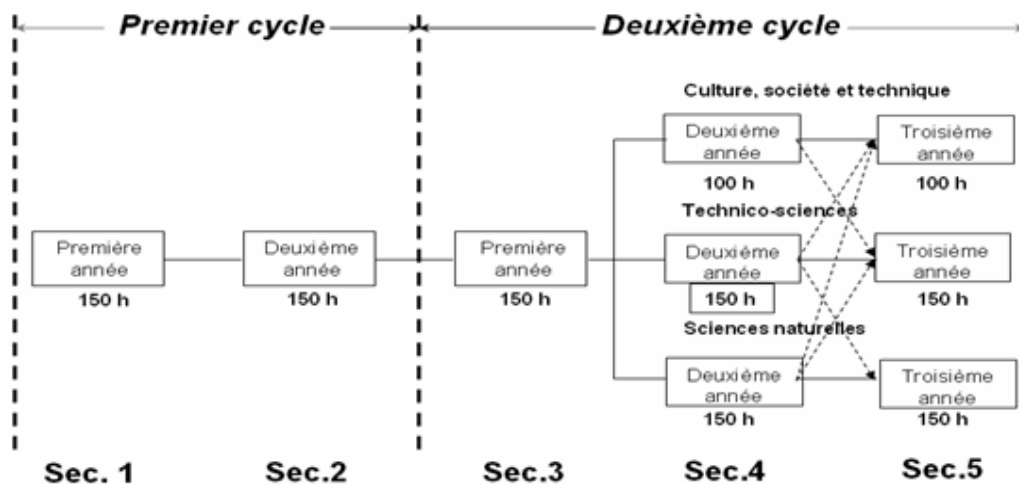 Premier cycle
Deuxième cycle
Culture, société et technique
Deuxième
année
100 h
Troisième
année
100 h
Technico-sciences
Première
année
150 h
Deuxième
année
150 h
Première
année
150 h
Deuxième
année
150 h
Troisième
année
150 h
Sciences naturelles
Deuxième
année
150 h
Troisième
année
150 h
Sec. 1
Sec.2
Sec.3
Sec.4
Sec.5